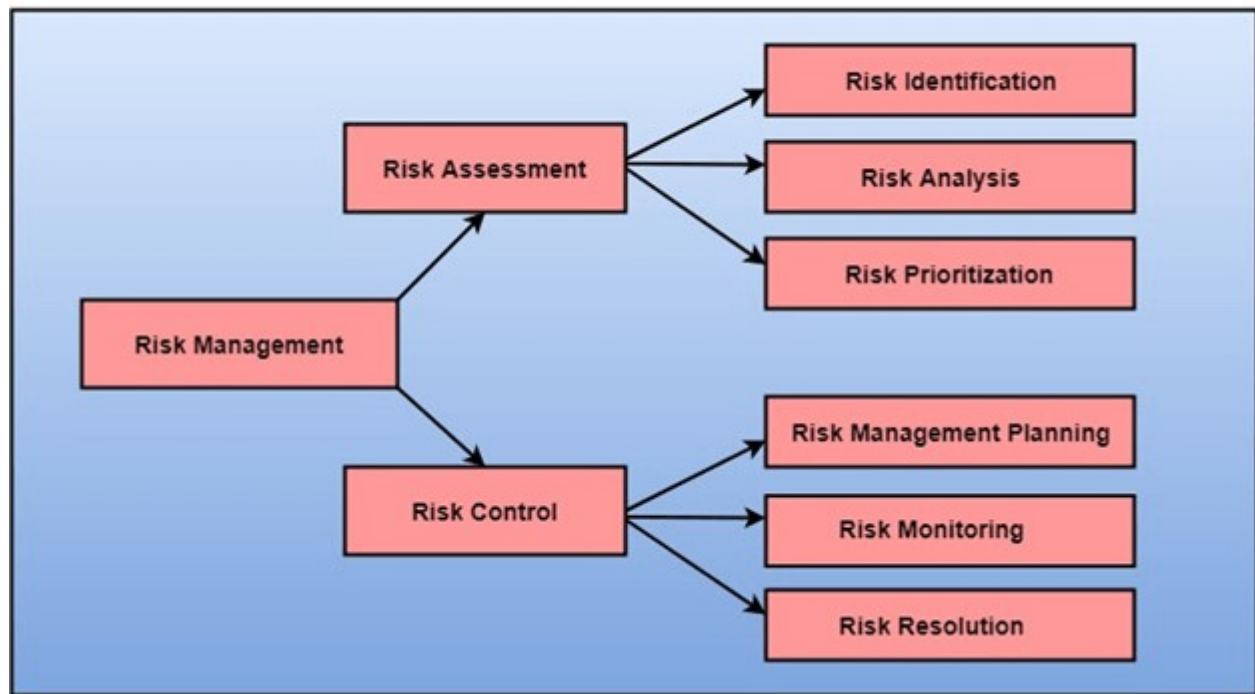 Risk Identification
Risk Assessment
Risk Analysis
Risk Prioritization
Risk Management
Risk Management Planning
Risk Control
Risk Monitoring
Risk Resolution